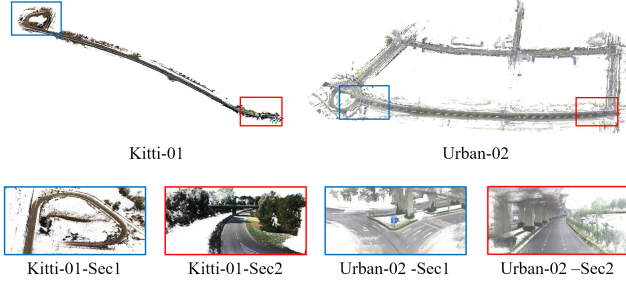 Kitti-01
Urban-02
Kitti-01-Sec1
Kitti-01-Sec2
Urban-02 -Sec1
Urban-02 –Sec2